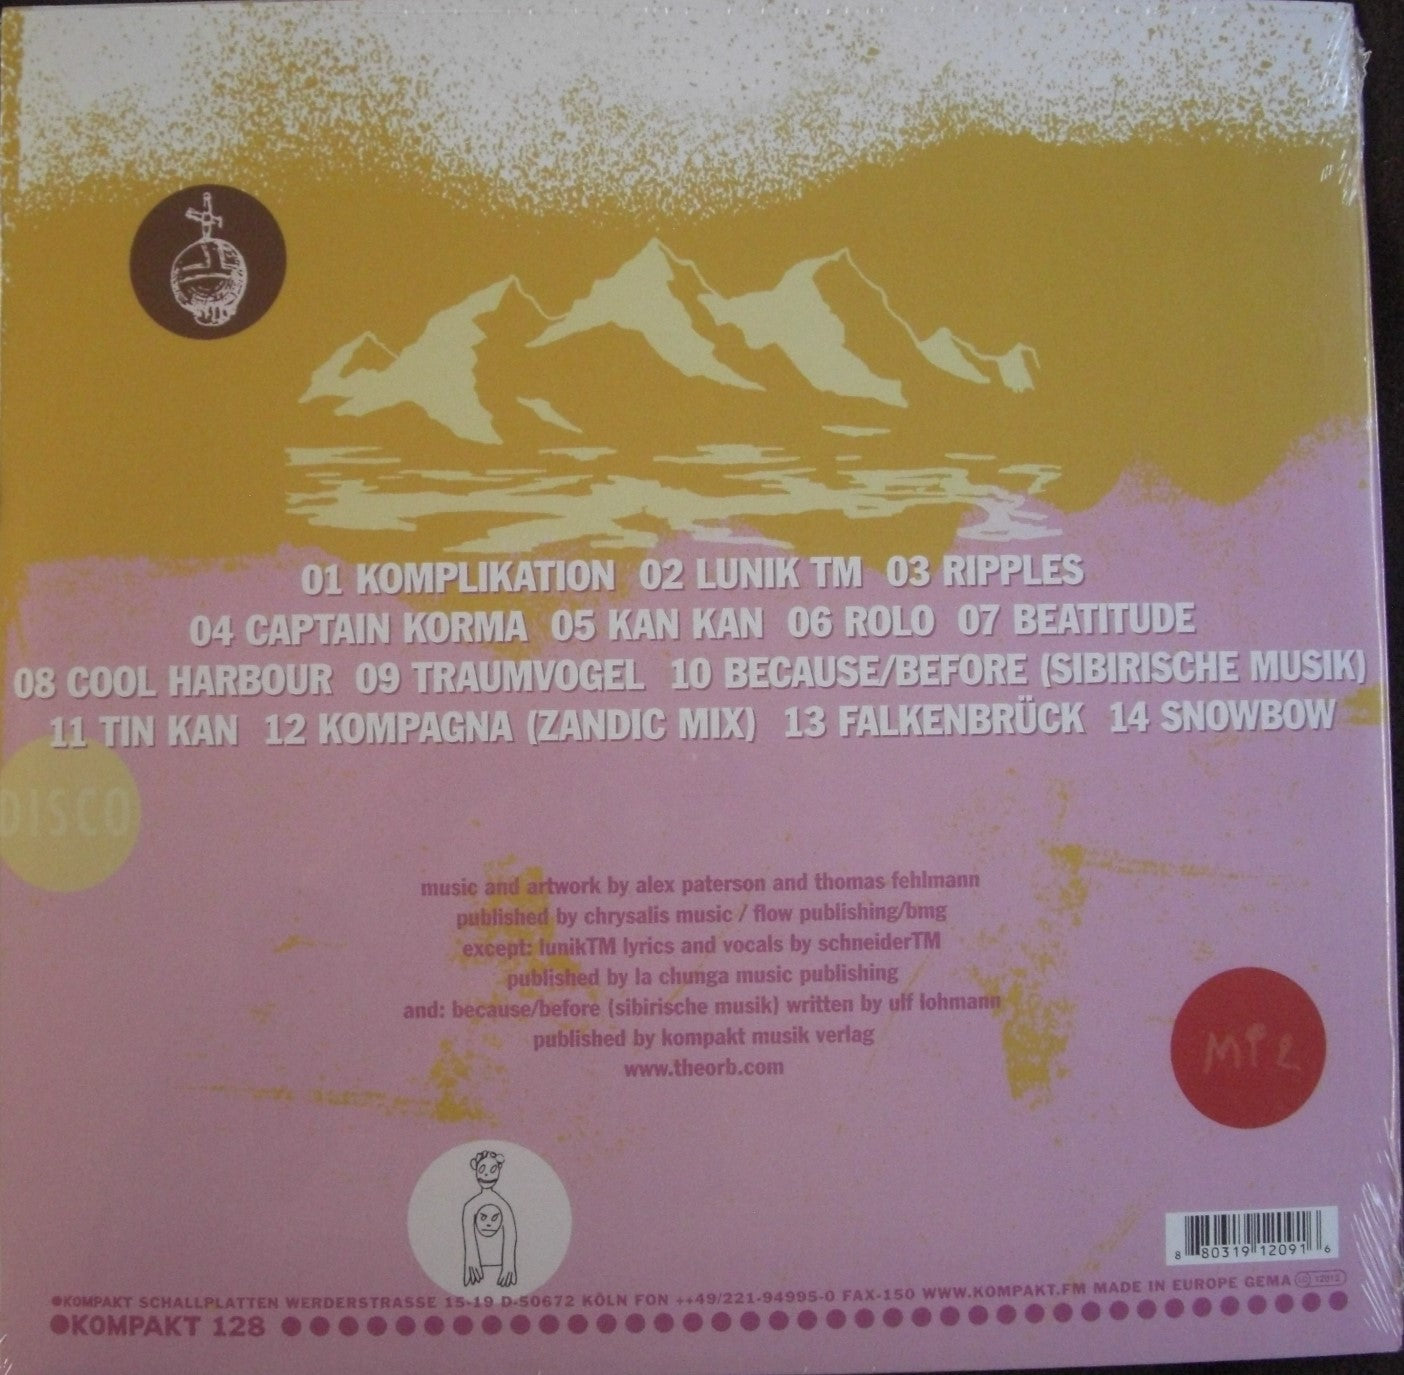 01 KOMPLIKATION 02 LUNIK TM 03 RIPPLES
04 CAPTAIN KORMA 05 KAN KAN 06 ROLO 07 BEATITUDE
08 COOL HARBOUR 09 TRAUMVOGEL 10 BECAUSE/BEFORE (SIBIRISCHE MUSIK)
11 TIN KAN 12 KOMPAGNA (ZANDIC MIX) 13 FALKENBRÜCK 14 SNOWBOW
DISCO
music and artwork by alex paterson and thomas fehlmann
published by chrysalis music / flow publishing/bmg
except: lunikTM lyrics and vocals by schneiderTM
published by la chunga music publishing
and: because/before (sibirische musik) written by ulf lohmann
published by kompakt musik verlag
www.theorb.com
8 80319 12091 6
KOMPAKT SCHALLPLATTEN WERDERSTRASSE 15-19 D-50672 KÖLN FON ++49/221-94995-0 FAX-150 WWW.KOMPAKT.FM MADE IN EUROPE GEMA LC 12012
KOMPAKT 128